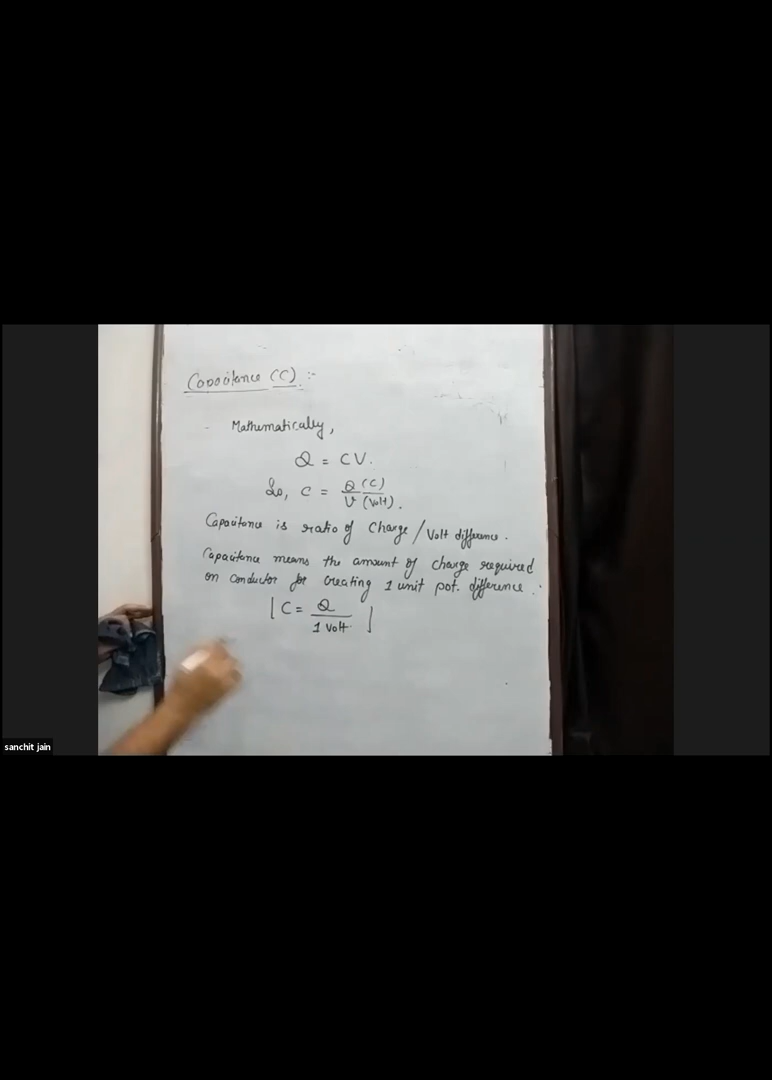 Capacitance (C) :-
- Mathematically,
Q = CV.
So, C = Q (C) / V (Volt).
Capacitance is ratio of Charge / Volt difference.
Capacitance means the amount of charge required
on conductor for creating 1 unit pot. difference.
[ C = Q / 1 Volt ]
sanchit jain